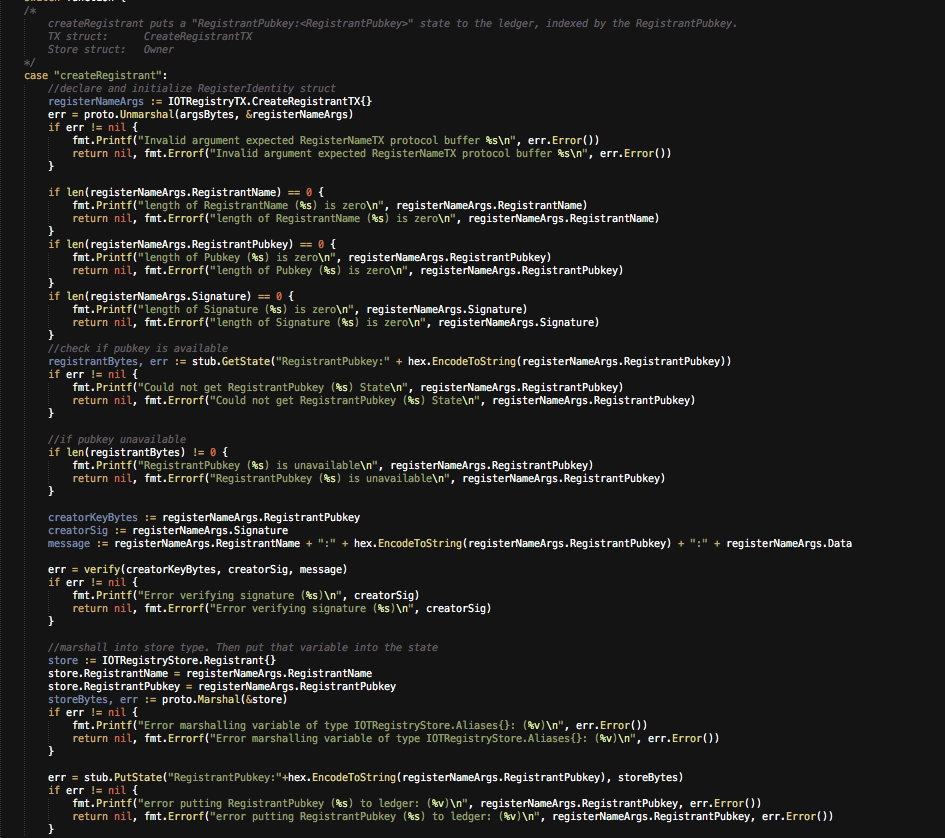 /*
createRegistrant puts a "RegistrantPubkey:<RegistrantPubkey>" state to the ledger, indexed by the RegistrantPubkey.
TX struct:      CreateRegistrantTX
Store struct:   Owner
*/
case "createRegistrant":
//declare and initialize RegisterIdentity struct
registerNameArgs := IOTRegistryTX.CreateRegistrantTX{}
err = proto.Unmarshal(argsBytes, &registerNameArgs)
if err != nil {
fmt.Printf("Invalid argument expected RegisterNameTX protocol buffer %s\n", err.Error())
return nil, fmt.Errorf("Invalid argument expected RegisterNameTX protocol buffer %s\n", err.Error())
}
if len(registerNameArgs.RegistrantName) == 0 {
fmt.Printf("length of RegistrantName (%s) is zero\n", registerNameArgs.RegistrantName)
return nil, fmt.Errorf("length of RegistrantName (%s) is zero\n", registerNameArgs.RegistrantName)
}
if len(registerNameArgs.RegistrantPubkey) == 0 {
fmt.Printf("length of Pubkey (%s) is zero\n", registerNameArgs.RegistrantPubkey)
return nil, fmt.Errorf("length of Pubkey (%s) is zero\n", registerNameArgs.RegistrantPubkey)
}
if len(registerNameArgs.Signature) == 0 {
fmt.Printf("length of Signature (%s) is zero\n", registerNameArgs.Signature)
return nil, fmt.Errorf("length of Signature (%s) is zero\n", registerNameArgs.Signature)
}
//check if pubkey is available
registrantBytes, err := stub.GetState("RegistrantPubkey:" + hex.EncodeToString(registerNameArgs.RegistrantPubkey))
if err != nil {
fmt.Printf("Could not get RegistrantPubkey (%s) State\n", registerNameArgs.RegistrantPubkey)
return nil, fmt.Errorf("Could not get RegistrantPubkey (%s) State\n", registerNameArgs.RegistrantPubkey)
}
//if pubkey unavailable
if len(registrantBytes) != 0 {
fmt.Printf("RegistrantPubkey (%s) is unavailable\n", registerNameArgs.RegistrantPubkey)
return nil, fmt.Errorf("RegistrantPubkey (%s) is unavailable\n", registerNameArgs.RegistrantPubkey)
}
creatorKeyBytes := registerNameArgs.RegistrantPubkey
creatorSig := registerNameArgs.Signature
message := registerNameArgs.RegistrantName + ":" + hex.EncodeToString(registerNameArgs.RegistrantPubkey) + ":" + registerNameArgs.Data
err = verify(creatorKeyBytes, creatorSig, message)
if err != nil {
fmt.Printf("Error verifying signature (%s)\n", creatorSig)
return nil, fmt.Errorf("Error verifying signature (%s)\n", creatorSig)
}
//marshall into store type. Then put that variable into the state
store := IOTRegistryStore.Registrant{}
store.RegistrantName = registerNameArgs.RegistrantName
store.RegistrantPubkey = registerNameArgs.RegistrantPubkey
storeBytes, err := proto.Marshal(&store)
if err != nil {
fmt.Printf("Error marshalling variable of type IOTRegistryStore.Aliases{}: (%v)\n", err.Error())
return nil, fmt.Errorf("Error marshalling variable of type IOTRegistryStore.Aliases{}: (%v)\n", err.Error())
}
err = stub.PutState("RegistrantPubkey:"+hex.EncodeToString(registerNameArgs.RegistrantPubkey), storeBytes)
if err != nil {
fmt.Printf("error putting RegistrantPubkey (%s) to ledger: (%v)\n", registerNameArgs.RegistrantPubkey, err.Error())
return nil, fmt.Errorf("error putting RegistrantPubkey (%s) to ledger: (%v)\n", registerNameArgs.RegistrantPubkey, err.Error())
}